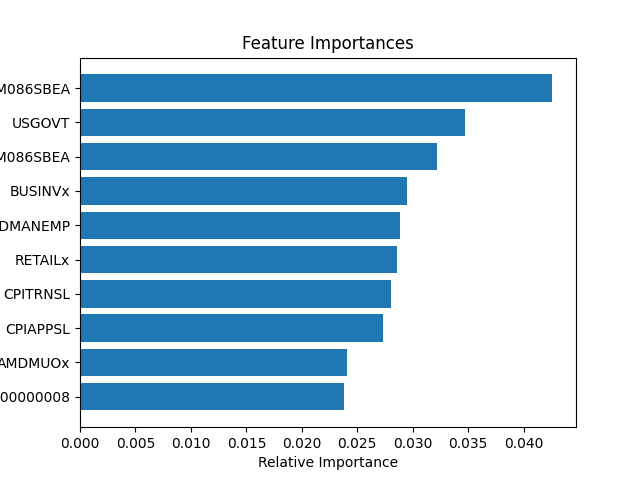 Feature Importances
M086SBEA
USGOVT
M086SBEA
BUSINVx
DMANEMP
RETAILx
CPITRNSL
CPIAPPSL
AMDMUOx
00000008
0.000 0.005 0.010 0.015 0.020 0.025 0.030 0.035 0.040
Relative Importance